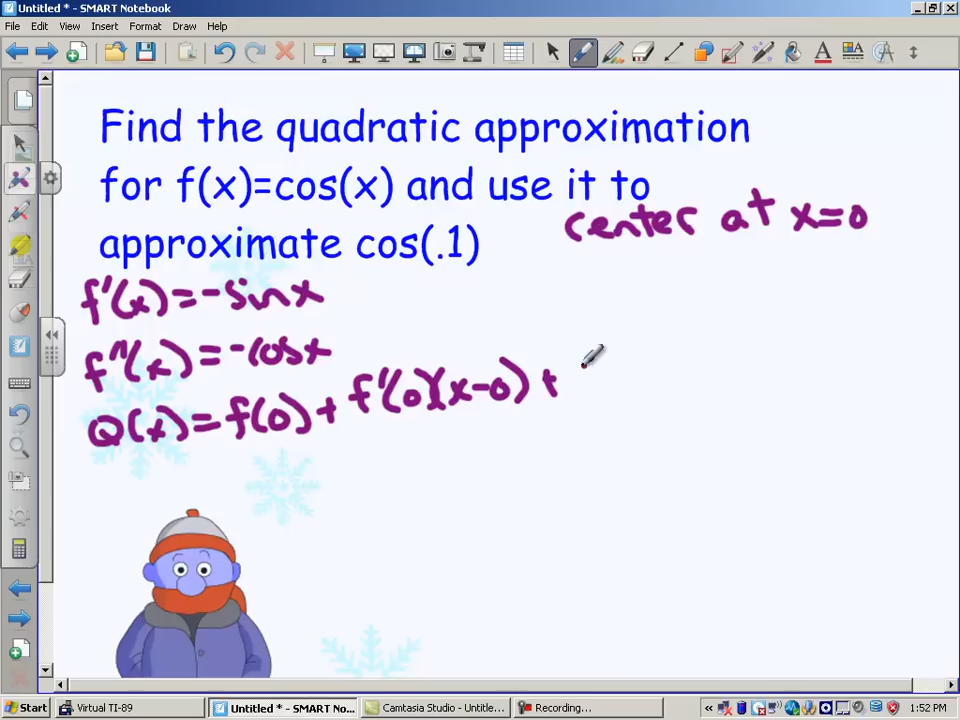 Untitled * - SMART Notebook
File Edit View Insert Format Draw Help
Find the quadratic approximation
for f(x)=cos(x) and use it to
approximate cos(.1)
center at x=0
f'(x)=-sinx
f"(x)=-cosx
Q(x)=f(0)+f'(0)(x-0)+
Start Virtual TI-89 Untitled * - SMART No... Camtasia Studio - Untitle... Recording... 1:52 PM